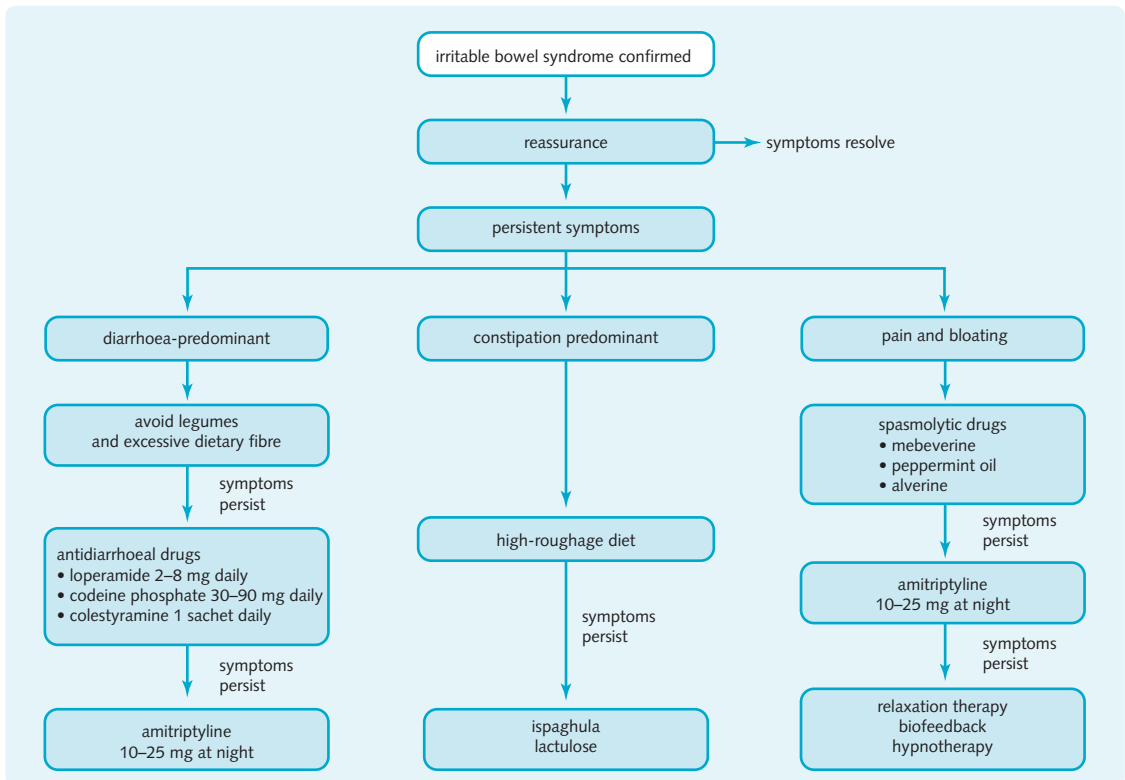 irritable bowel syndrome confirmed
reassurance
symptoms resolve
persistent symptoms
diarrhoea-predominant
avoid legumes
and excessive dietary fibre
symptoms
persist
antidiarrhoeal drugs
• loperamide 2–8 mg daily
• codeine phosphate 30–90 mg daily
• colestyramine 1 sachet daily
symptoms
persist
amitriptyline
10–25 mg at night
constipation predominant
high-roughage diet
symptoms
persist
ispaghula
lactulose
pain and bloating
spasmolytic drugs
• mebeverine
• peppermint oil
• alverine
symptoms
persist
amitriptyline
10–25 mg at night
symptoms
persist
relaxation therapy
biofeedback
hypnotherapy